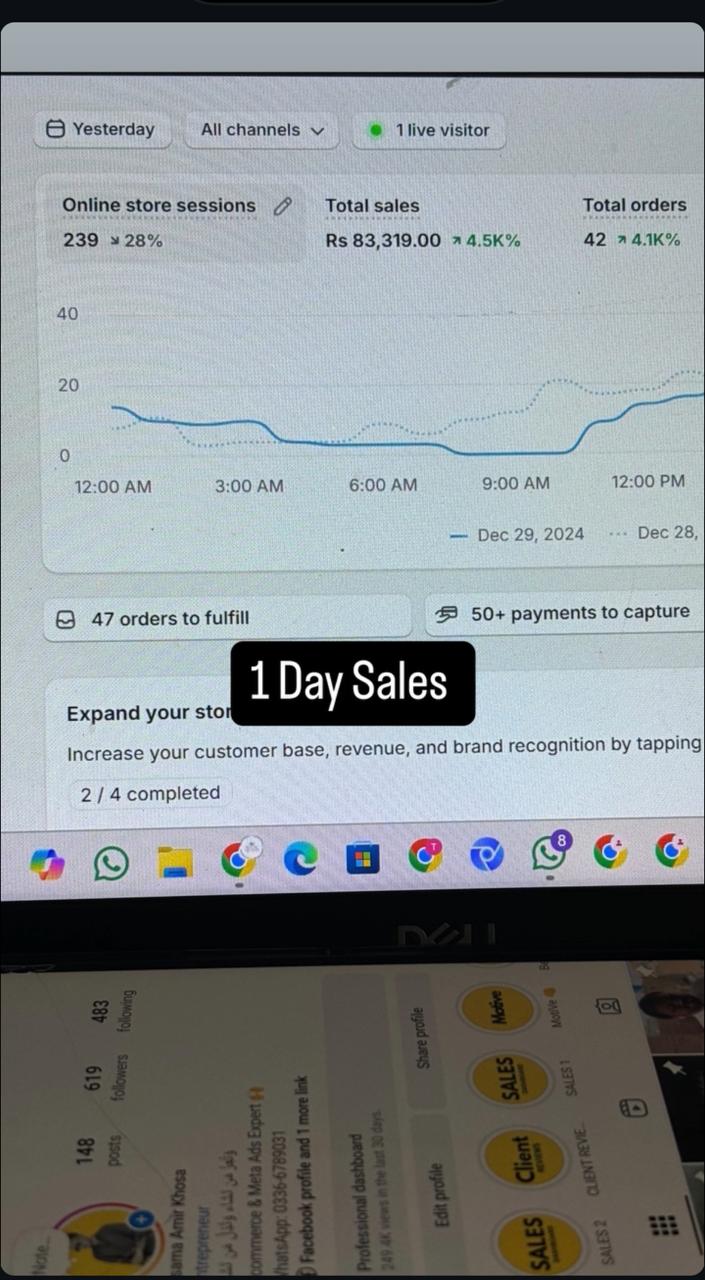 Yesterday
All channels
1 live visitor
Online store sessions
Total sales
Total orders
239 ↘ 28%
Rs 83,319.00 ↗ 4.5K%
42 ↗ 4.1K%
40
20
0
12:00 AM
3:00 AM
6:00 AM
9:00 AM
12:00 PM
Dec 29, 2024
Dec 28,
47 orders to fulfill
50+ payments to capture
1 Day Sales
Expand your stor
Increase your customer base, revenue, and brand recognition by tapping
2 / 4 completed
T
8
DELL
Note...
148
posts
619
followers
483
following
sama Amir Khosa
ntrepreneur
commerce & Meta Ads Expert
WhatsApp: 0336-6789031
Facebook profile and 1 more link
Professional dashboard
249.4K views in the last 30 days.
Edit profile
Share profile
SALES
SALES 2
Client
REVIEWS
CLIENT REVIE...
SALES
SALES 1
Motive
Motive